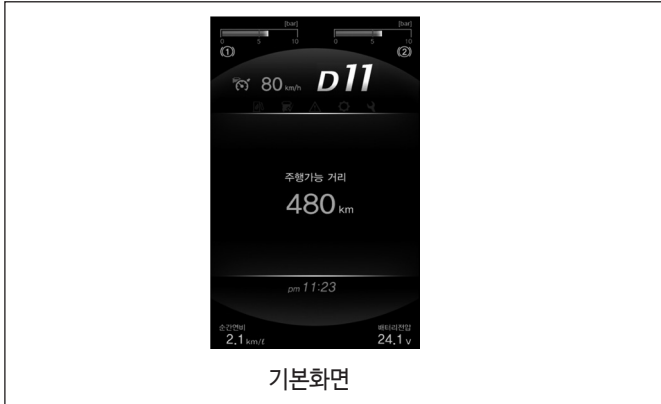 [bar] [bar]
0 5 10 0 5 10
(1) (2)
80 km/h D11
주행가능 거리
480 km
pm 11:23
순간연비 배터리전압
2.1 km/ℓ 24.1 v
기본화면